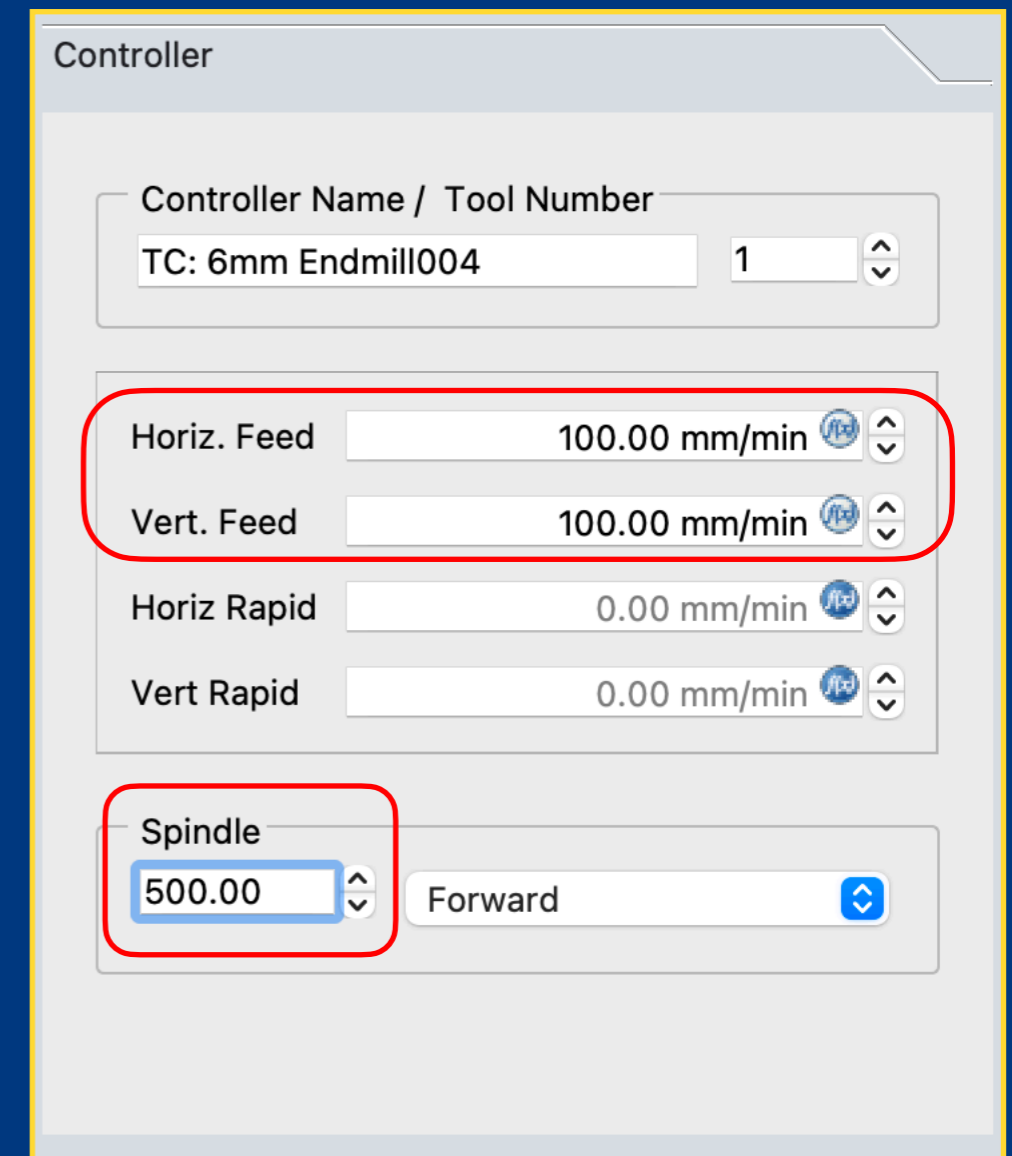 Controller
Controller Name / Tool Number
TC: 6mm Endmill004 1
Horiz. Feed 100.00 mm/min f(x)
Vert. Feed 100.00 mm/min f(x)
Horiz Rapid 0.00 mm/min f(x)
Vert Rapid 0.00 mm/min f(x)
Spindle
500.00 Forward